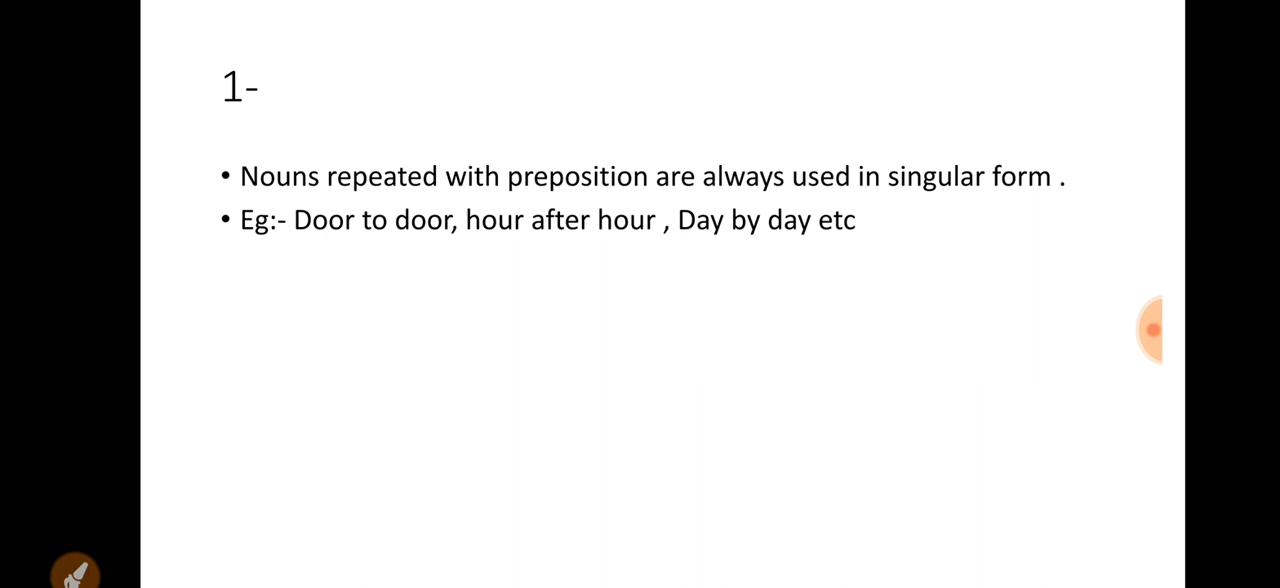 1-
• Nouns repeated with preposition are always used in singular form .
• Eg:- Door to door, hour after hour , Day by day etc